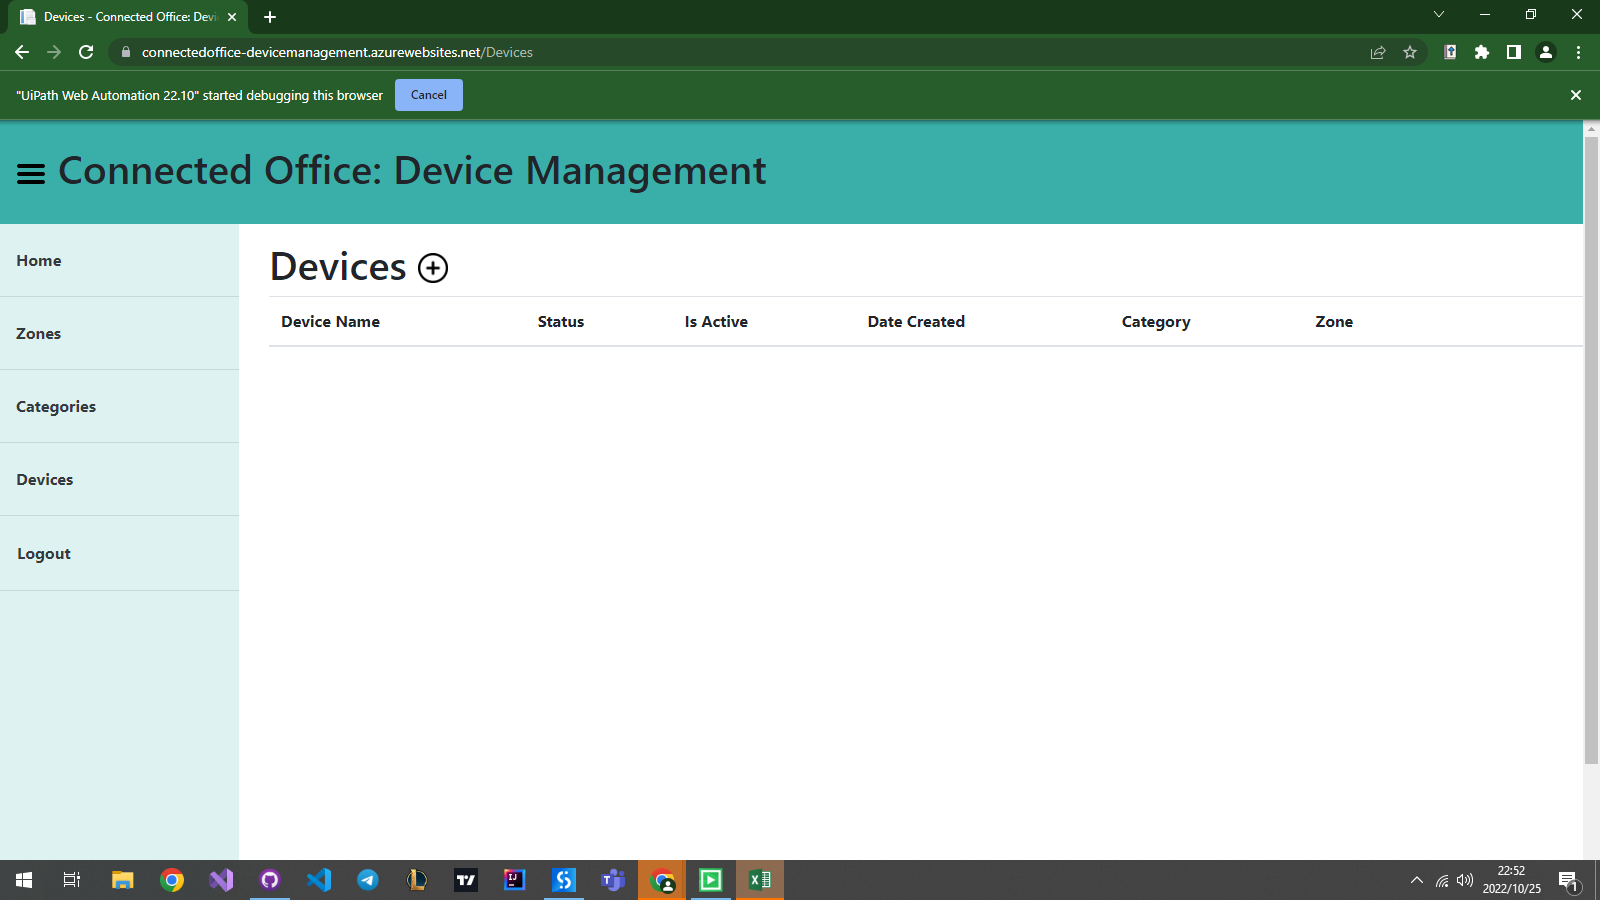 Devices - Connected Office: Devi
connectedoffice-devicemanagement.azurewebsites.net/Devices
"UiPath Web Automation 22.10" started debugging this browser
Cancel
Connected Office: Device Management
Home
Zones
Categories
Devices
Logout
Devices
Device Name
Status
Is Active
Date Created
Category
Zone
22:52
2022/10/25
1